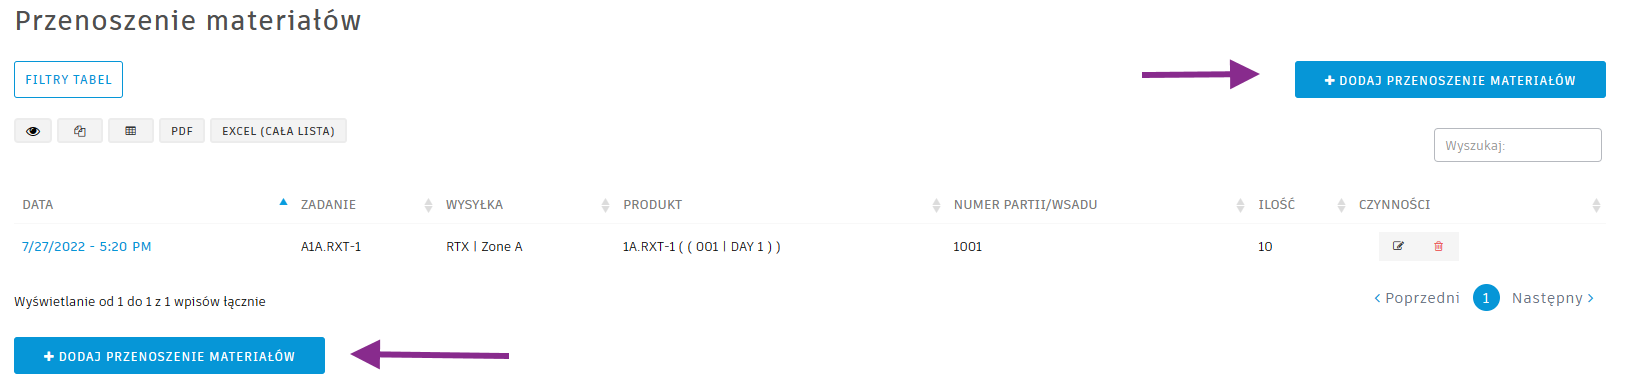 Przenoszenie materiałów
FILTRY TABEL
+ DODAJ PRZENOSZENIE MATERIAŁÓW
PDF EXCEL (CAŁA LISTA)
Wyszukaj:
DATA ZADANIE WYSYŁKA PRODUKT NUMER PARTII/WSADU ILOŚĆ CZYNNOŚCI
7/27/2022 - 5:20 PM A1A.RXT-1 RTX | Zone A 1A.RXT-1 ( ( 001 | DAY 1 ) ) 1001 10
Wyświetlanie od 1 do 1 z 1 wpisów łącznie
< Poprzedni 1 Następny >
+ DODAJ PRZENOSZENIE MATERIAŁÓW